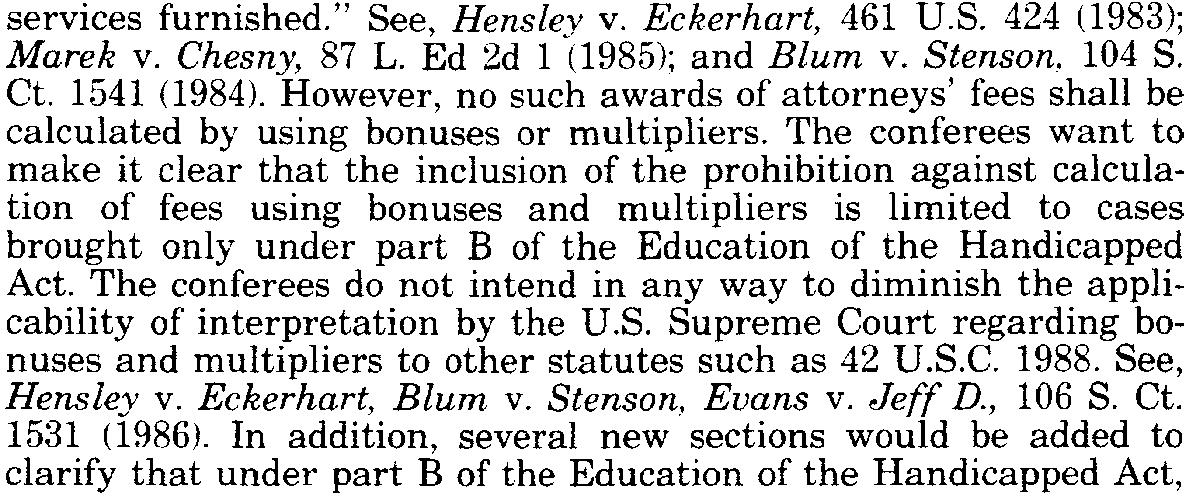 services furnished." See, Hensley v. Eckerhart, 461 U.S. 424 (1983);
Marek v. Chesny, 87 L. Ed 2d 1 (1985); and Blum v. Stenson, 104 S.
Ct. 1541 (1984). However, no such awards of attorneys' fees shall be
calculated by using bonuses or multipliers. The conferees want to
make it clear that the inclusion of the prohibition against calcula-
tion of fees using bonuses and multipliers is limited to cases
brought only under part B of the Education of the Handicapped
Act. The conferees do not intend in any way to diminish the appli-
cability of interpretation by the U.S. Supreme Court regarding bo-
nuses and multipliers to other statutes such as 42 U.S.C. 1988. See,
Hensley v. Eckerhart, Blum v. Stenson, Evans v. Jeff D., 106 S. Ct.
1531 (1986). In addition, several new sections would be added to
clarify that under part B of the Education of the Handicapped Act,